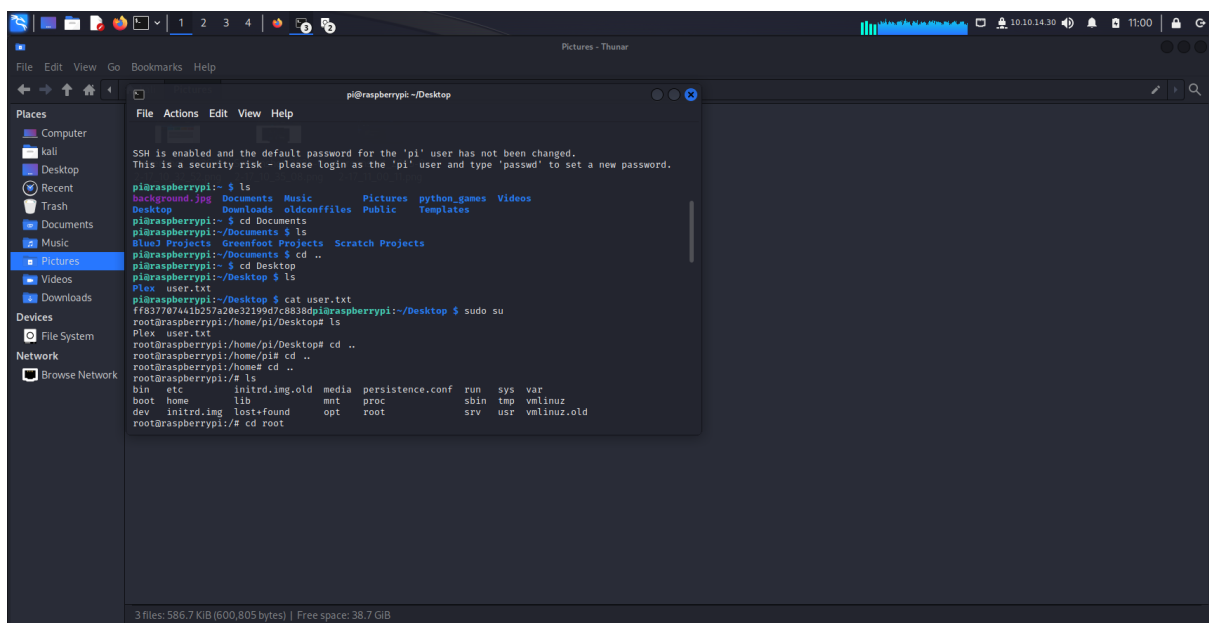 1 2 3 4
3
2
10.10.14.30
11:00
Pictures - Thunar
File Edit View Go Bookmarks Help
Places
Computer
kali
Desktop
Recent
Trash
Documents
Music
Pictures
Videos
Downloads
Devices
File System
Network
Browse Network
pi@raspberrypi: ~/Desktop
File Actions Edit View Help
SSH is enabled and the default password for the 'pi' user has not been changed.
This is a security risk - please login as the 'pi' user and type 'passwd' to set a new password.
pi@raspberrypi:~ $ ls
background.jpg Documents Music Pictures python_games Videos
Desktop Downloads oldconffiles Public Templates
pi@raspberrypi:~ $ cd Documents
pi@raspberrypi:~/Documents $ ls
BlueJ Projects Greenfoot Projects Scratch Projects
pi@raspberrypi:~/Documents $ cd ..
pi@raspberrypi:~ $ cd Desktop
pi@raspberrypi:~/Desktop $ ls
Plex user.txt
pi@raspberrypi:~/Desktop $ cat user.txt
ff837707441b257a20e32199d7c8838dpi@raspberrypi:~/Desktop $ sudo su
root@raspberrypi:/home/pi/Desktop# ls
Plex user.txt
root@raspberrypi:/home/pi/Desktop# cd ..
root@raspberrypi:/home/pi# cd ..
root@raspberrypi:/home# cd ..
root@raspberrypi:/# ls
bin etc initrd.img.old media persistence.conf run sys var
boot home lib mnt proc sbin tmp vmlinuz
dev initrd.img lost+found opt root srv usr vmlinuz.old
root@raspberrypi:/# cd root
3 files: 586.7 KiB (600,805 bytes) | Free space: 38.7 GiB